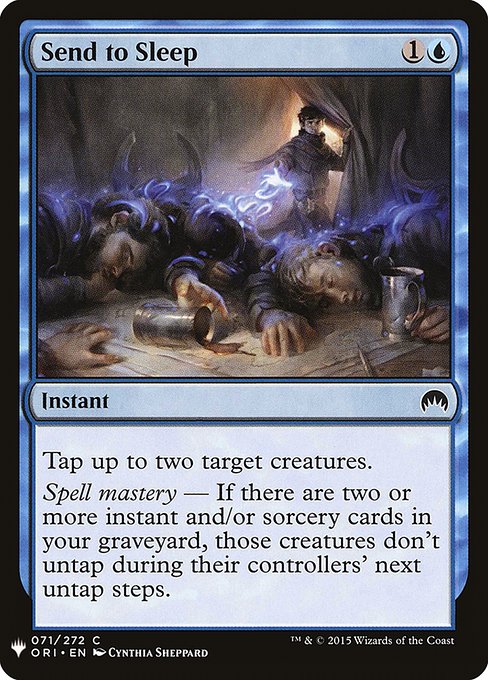 Send to Sleep 1
Instant
Tap up to two target creatures.
Spell mastery — If there are two or
more instant and/or sorcery cards in
your graveyard, those creatures don't
untap during their controllers' next
untap steps.
071/272 C
ORI • EN Cynthia Sheppard
™ & © 2015 Wizards of the Coast